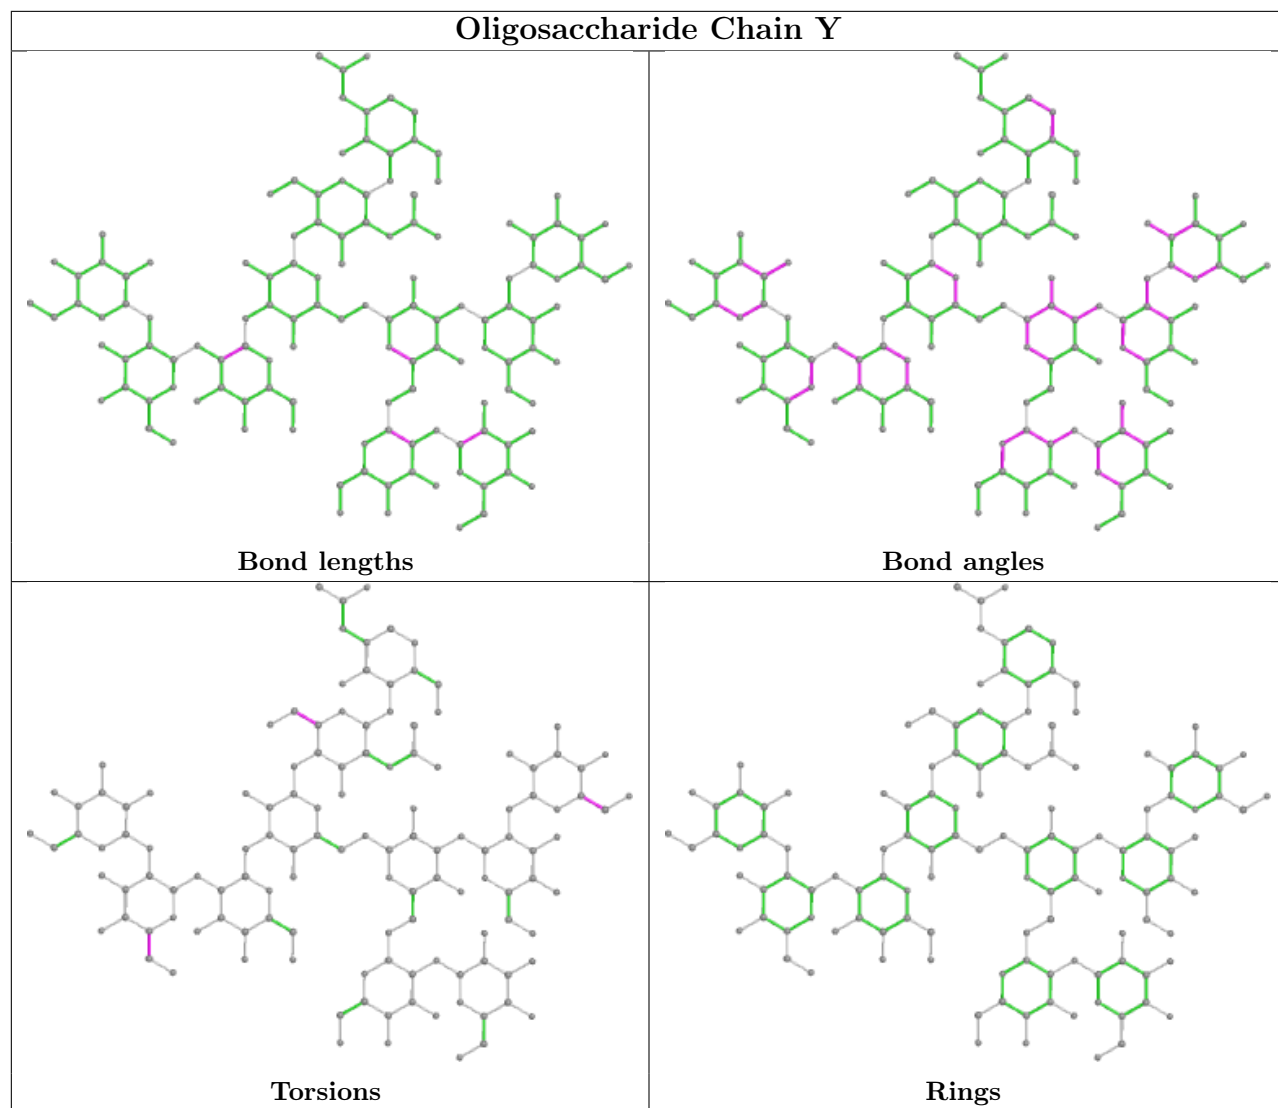 Oligosaccharide Chain Y
Bond lengths
Bond angles
Torsions
Rings